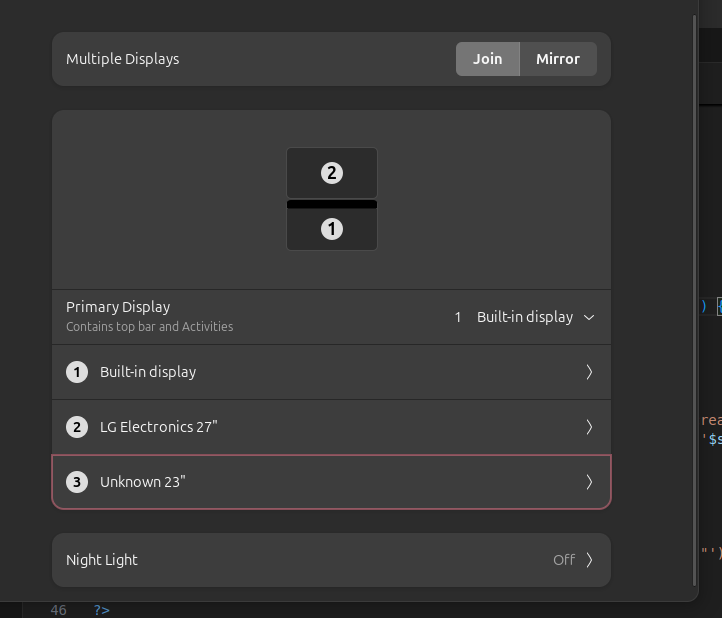 Multiple Displays
Join
Mirror
2
1
Primary Display
Contains top bar and Activities
1 Built-in display
1 Built-in display
2 LG Electronics 27"
3 Unknown 23"
Night Light
Off
) {
rea
'$s
"')
46 ?>